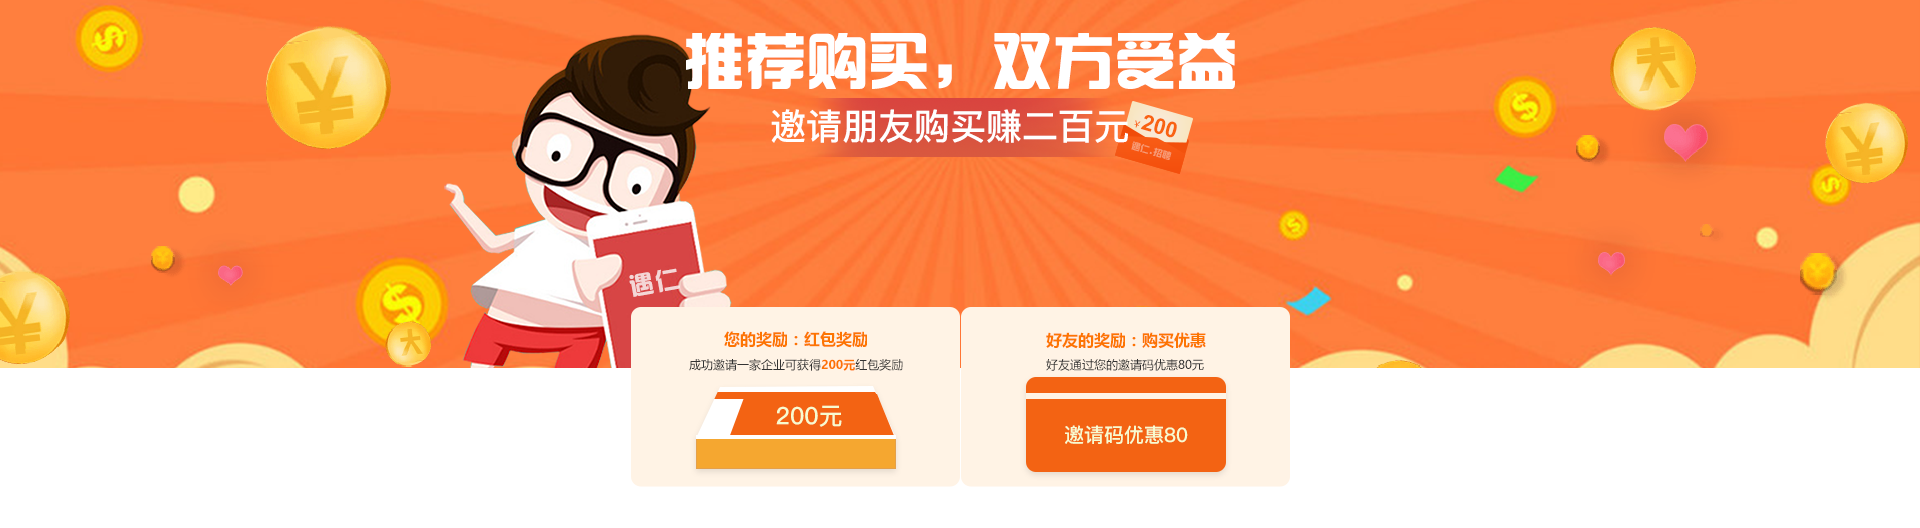 推荐购买，双方受益
邀请朋友购买赚二百元
¥200
遇仁·招赚
遇仁
您的奖励：红包奖励
成功邀请一家企业可获得200元红包奖励
200元
好友的奖励：购买优惠
好友通过您的邀请码优惠80元
邀请码优惠80